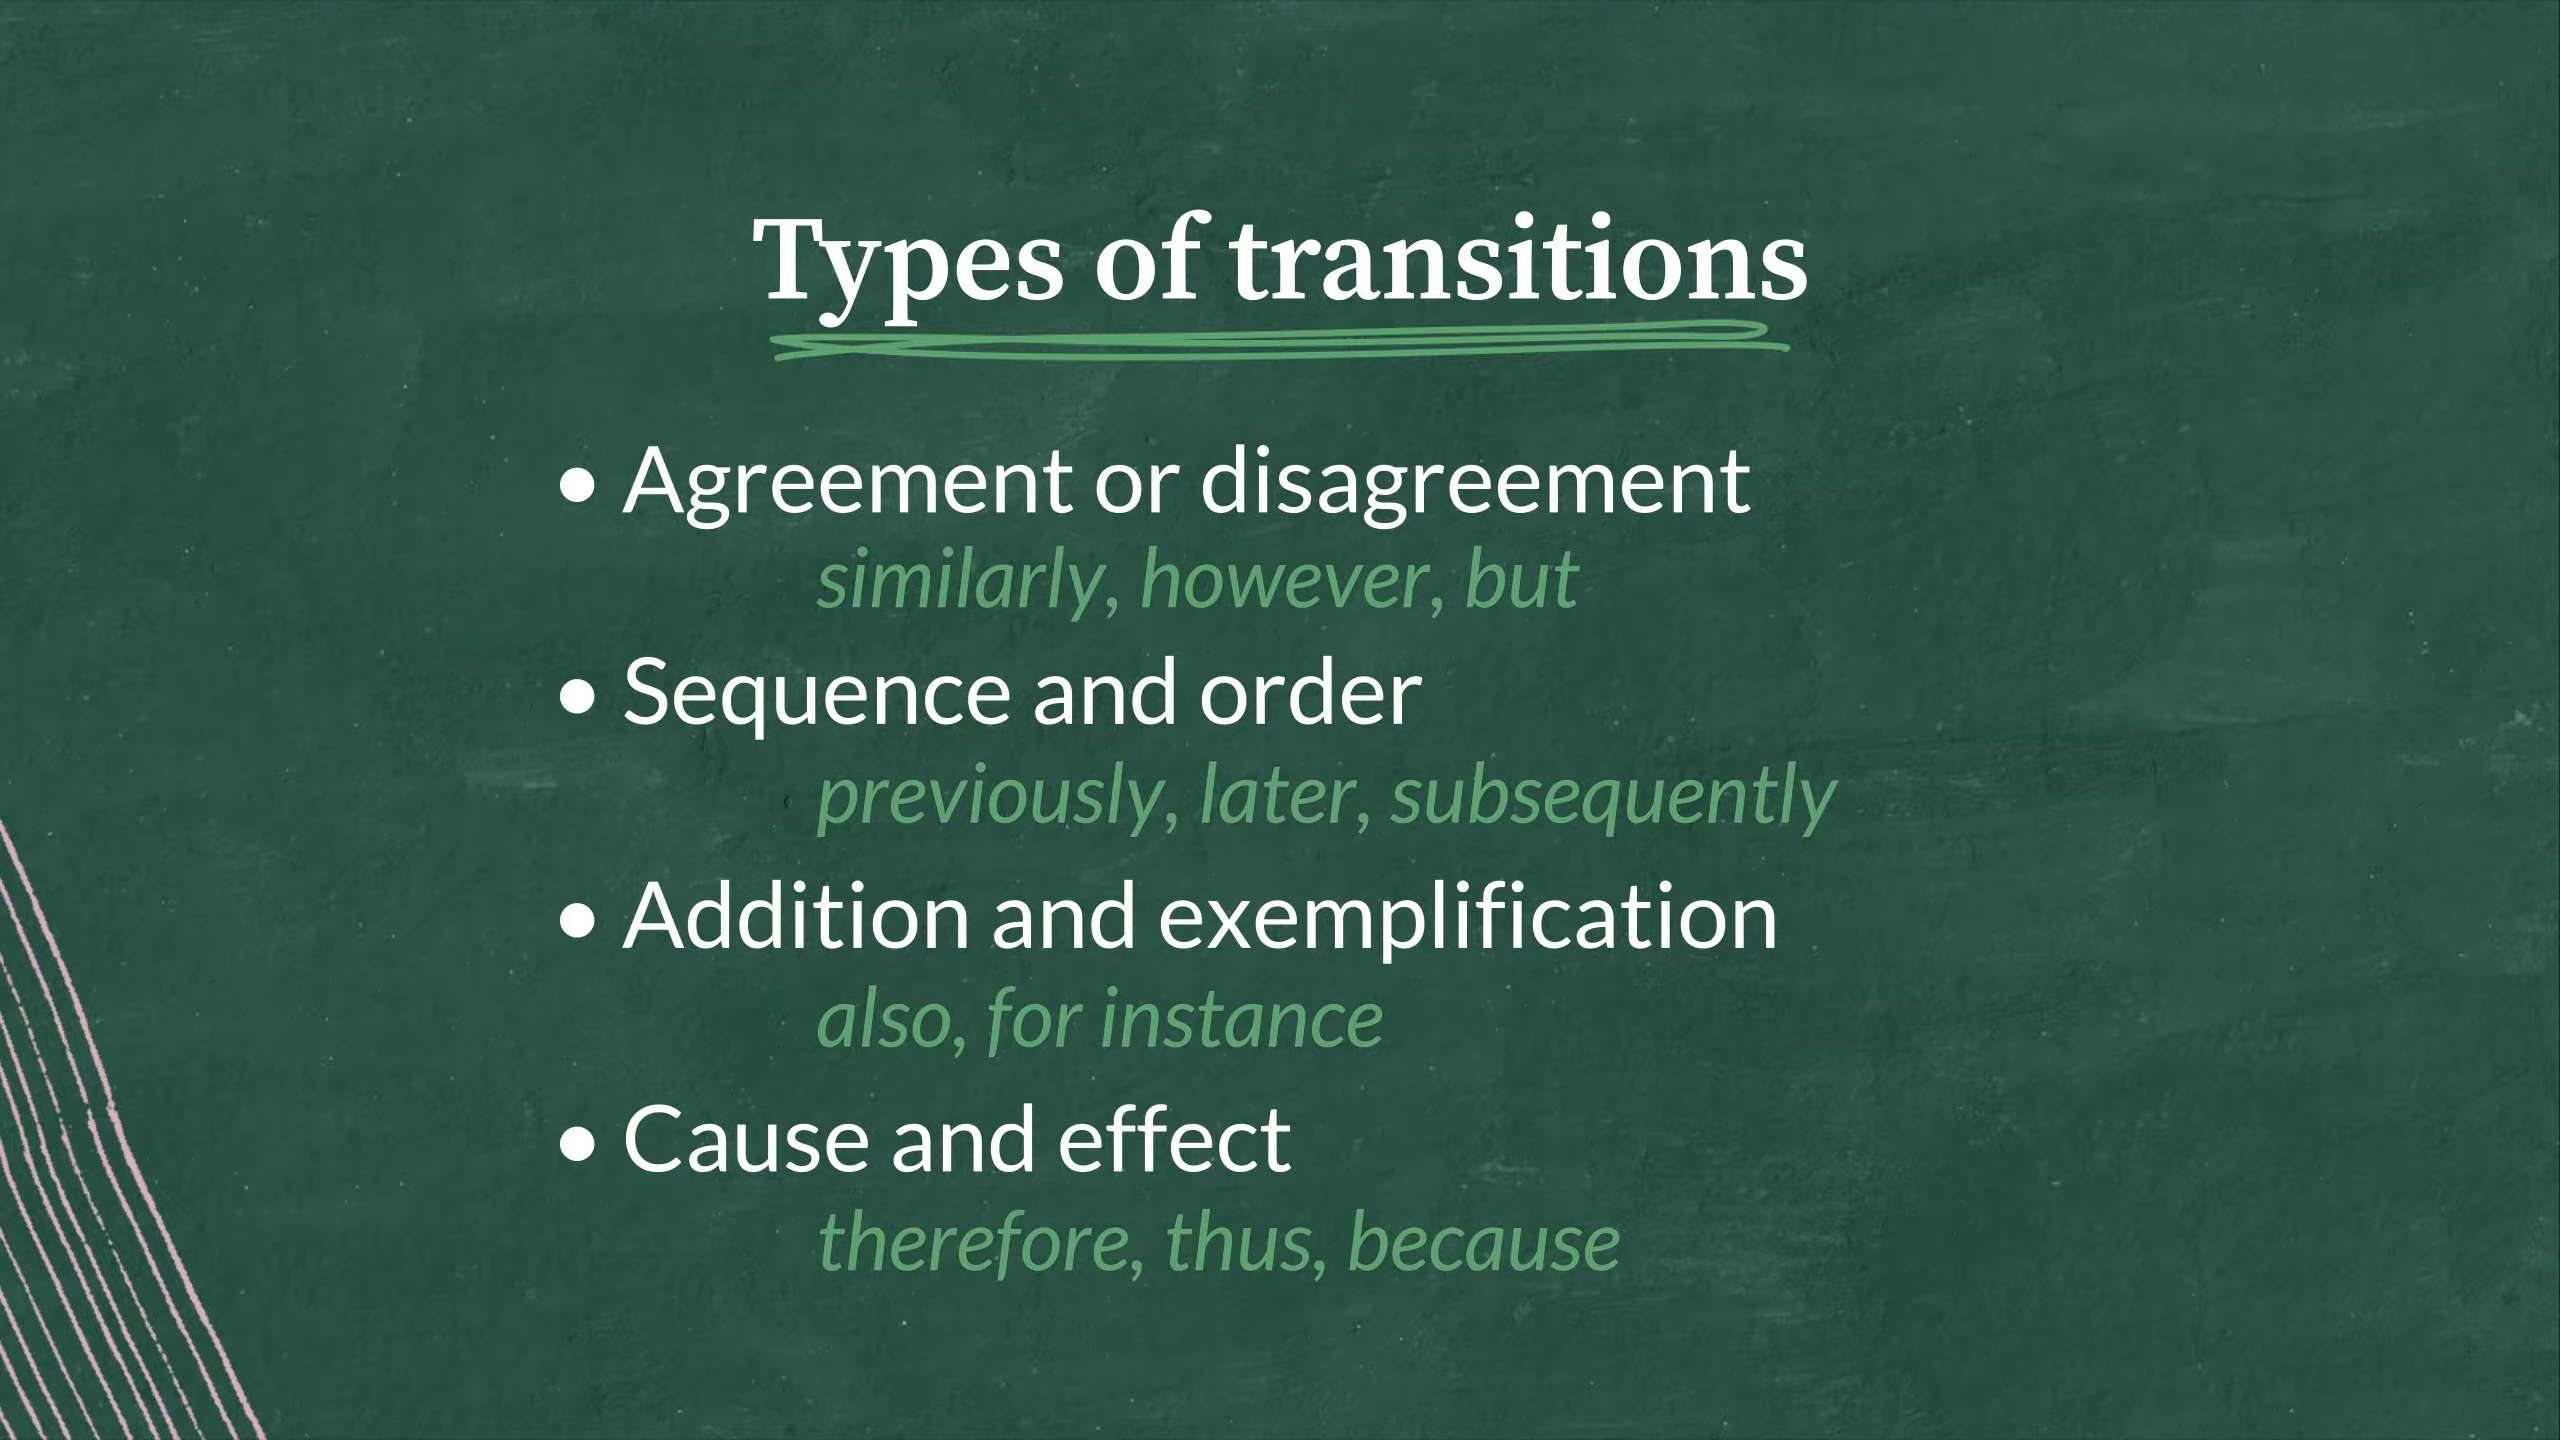 Types of transitions
• Agreement or disagreement
similarly, however, but
• Sequence and order
previously, later, subsequently
• Addition and exemplification
also, for instance
• Cause and effect
therefore, thus, because